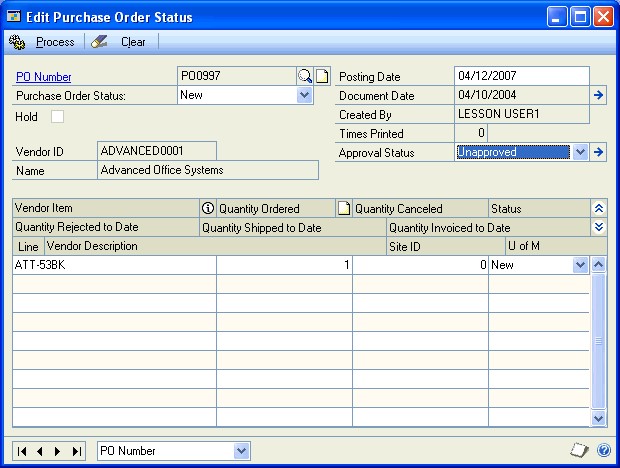 Edit Purchase Order Status
Process Clear
PO Number PO0997
Purchase Order Status: New
Hold
Vendor ID ADVANCED0001
Name Advanced Office Systems
Posting Date 04/12/2007
Document Date 04/10/2004
Created By LESSON USER1
Times Printed 0
Approval Status Unapproved
Vendor Item Quantity Ordered Quantity Canceled Status
Quantity Rejected to Date Quantity Shipped to Date Quantity Invoiced to Date
Line Vendor Description Site ID U of M
ATT-53BK 1 0 New
PO Number